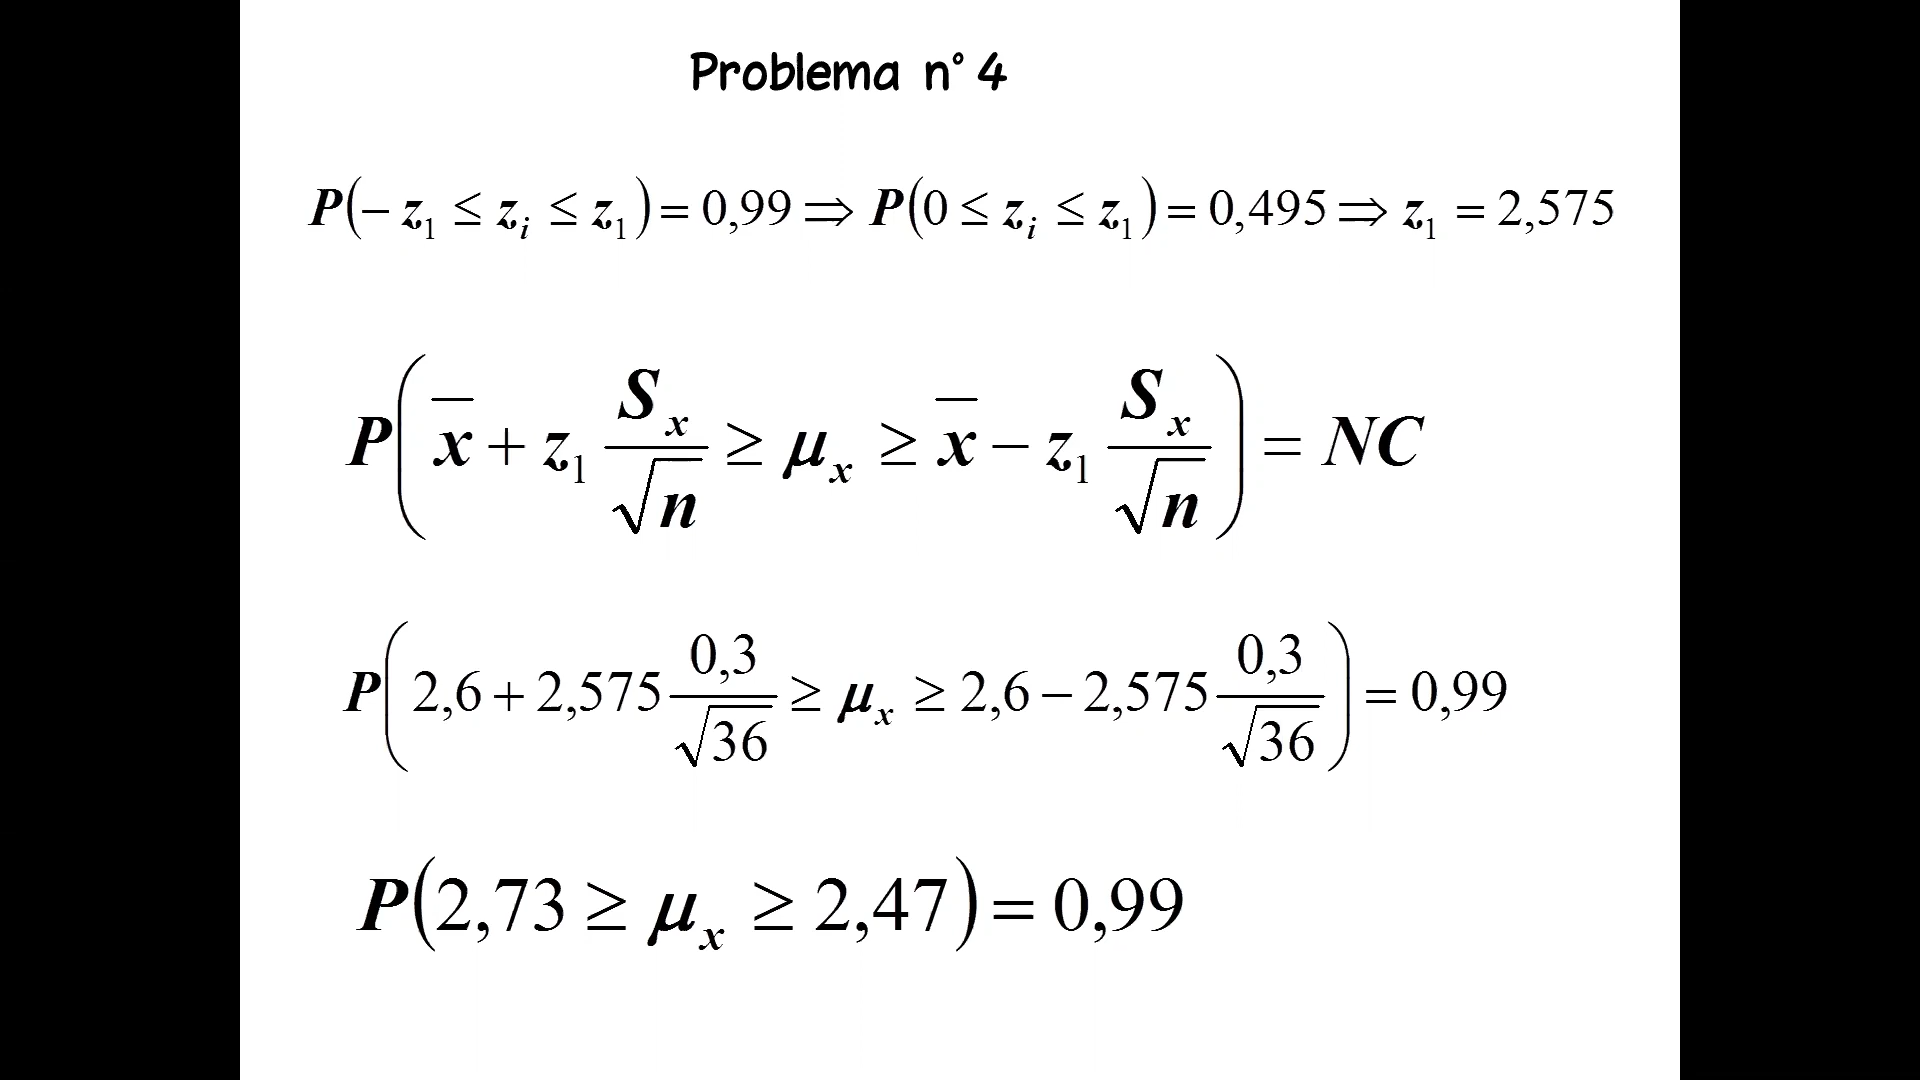 Problema n° 4
P(− z₁ ≤ zᵢ ≤ z₁) = 0,99 ⇒ P(0 ≤ zᵢ ≤ z₁) = 0,495 ⇒ z₁ = 2,575
P(x̄ + z₁ Sₓ/√n ≥ μₓ ≥ x̄ − z₁ Sₓ/√n) = NC
P(2,6 + 2,575 0,3/√36 ≥ μₓ ≥ 2,6 − 2,575 0,3/√36) = 0,99
P(2,73 ≥ μₓ ≥ 2,47) = 0,99